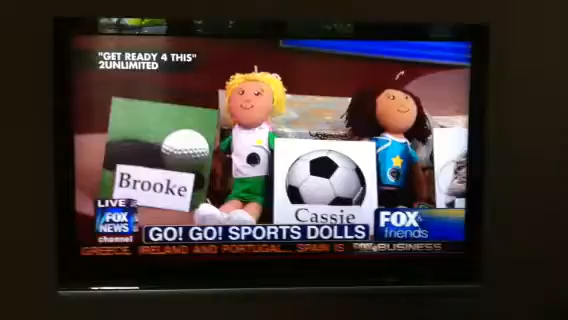 "GET READY 4 THIS"
2UNLIMITED
Brooke
Cassie
LIVE
FOX
NEWS
channel
GO! GO! SPORTS DOLLS
FOX&
friends
GREECE, IRELAND AND PORTUGAL... SPAIN IS
FOX BUSINESS